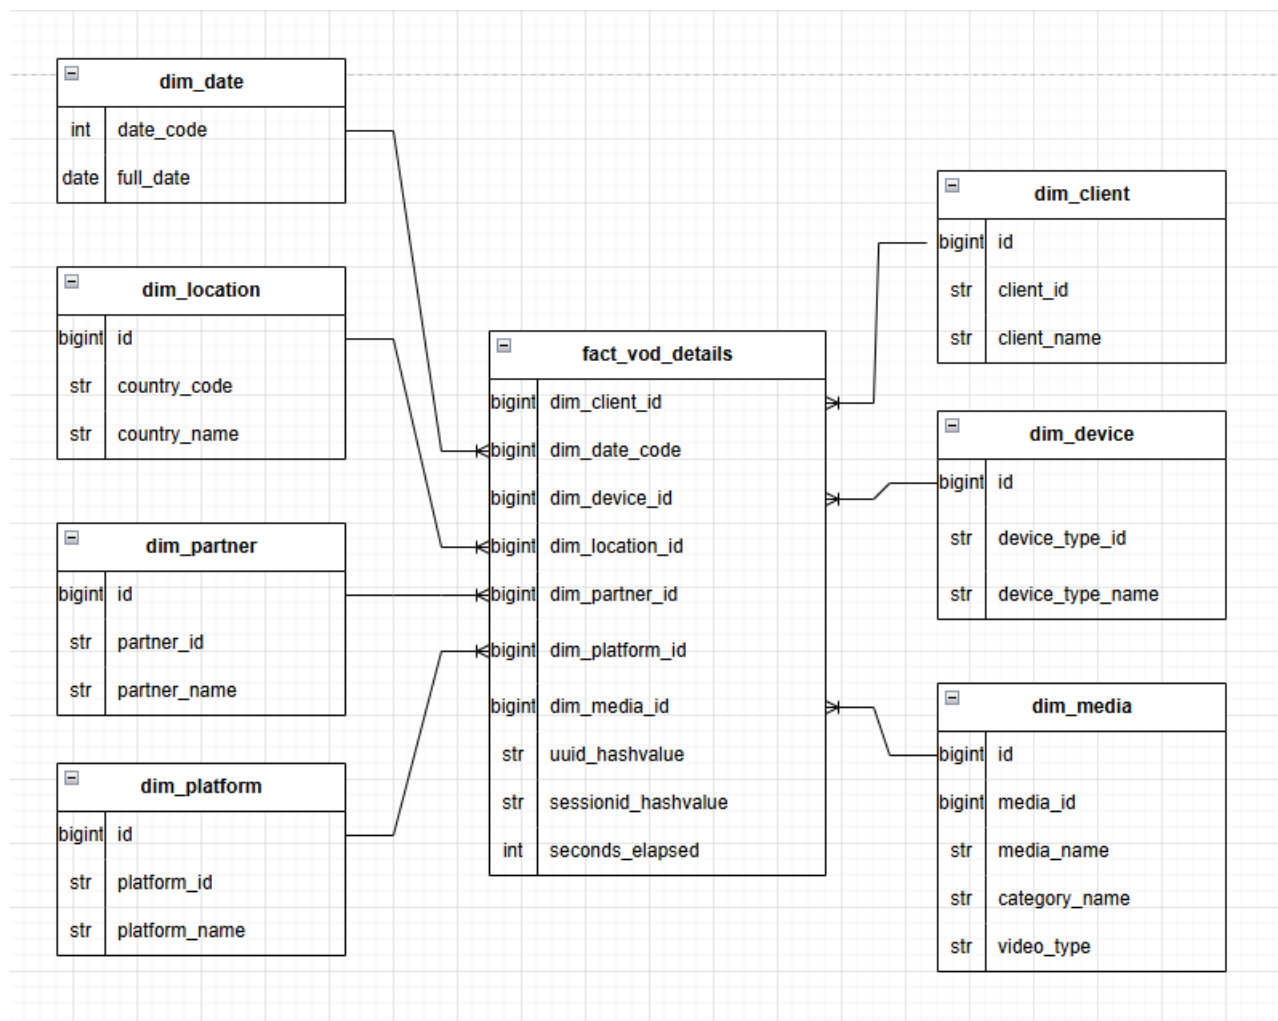 dim_date
int date_code
date full_date
dim_location
bigint id
str country_code
str country_name
dim_partner
bigint id
str partner_id
str partner_name
dim_platform
bigint id
str platform_id
str platform_name
fact_vod_details
bigint dim_client_id
bigint dim_date_code
bigint dim_device_id
bigint dim_location_id
bigint dim_partner_id
bigint dim_platform_id
bigint dim_media_id
str uuid_hashvalue
str sessionid_hashvalue
int seconds_elapsed
dim_client
bigint id
str client_id
str client_name
dim_device
bigint id
str device_type_id
str device_type_name
dim_media
bigint id
bigint media_id
str media_name
str category_name
str video_type